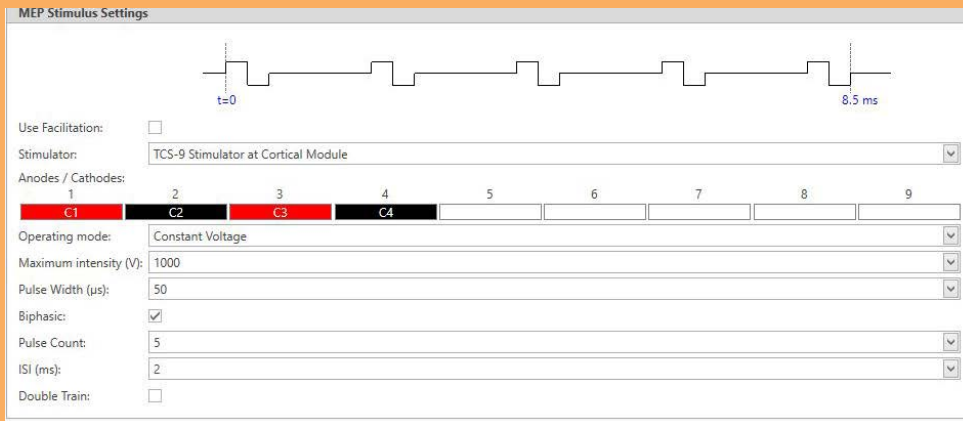 MEP Stimulus Settings
t=0 8.5 ms
Use Facilitation:
Stimulator: TCS-9 Stimulator at Cortical Module
Anodes / Cathodes:
1 2 3 4 5 6 7 8 9
C1 C2 C3 C4
Operating mode: Constant Voltage
Maximum intensity (V): 1000
Pulse Width (µs): 50
Biphasic:
Pulse Count: 5
ISI (ms): 2
Double Train: